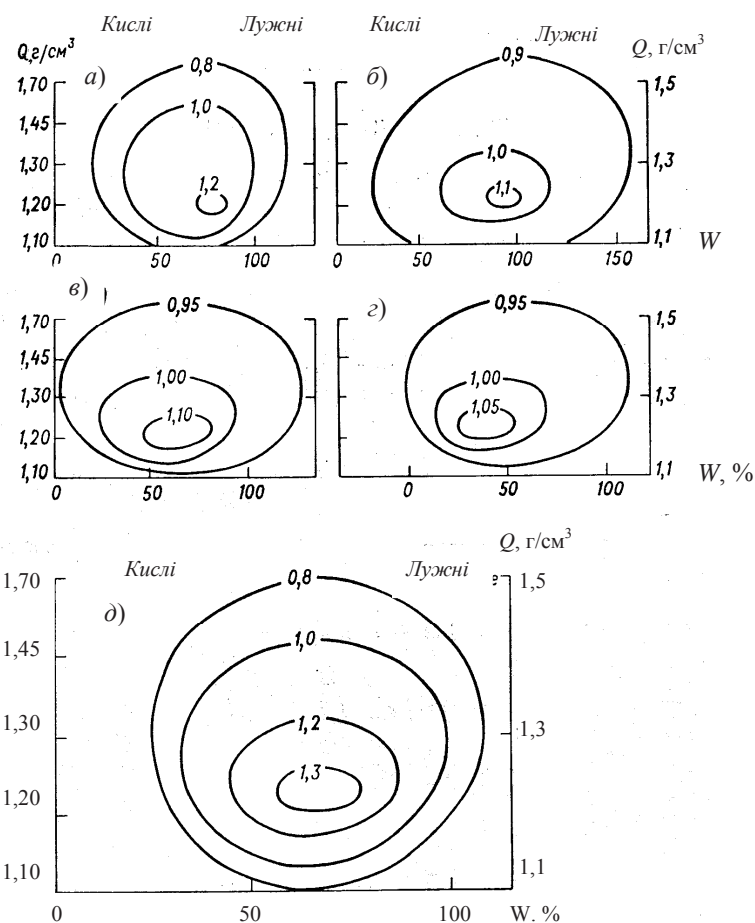 Кислі Лужні Кислі Лужні
Q,г/см³ Q, г/см³
а) 0,8 б) 0,9
1,70 1,5
1,0
1,45
1,30 1,0 1,3
1,2 1,1
1,20
1,10 1,1 W
0 50 100 0 50 100 150
в) 0,95 г) 0,95
1,70 1,5
1,45
1,00 1,00
1,30 1,3
1,10 1,05
1,20
1,10 1,1 W, %
0 50 100 0 50 100
Q, г/см³
Кислі Лужні
1,70 0,8 1,5
д)
1,0
1,45
1,2
1,30 1,3
1,3
1,20
1,10 1,1
0 50 100 W, %